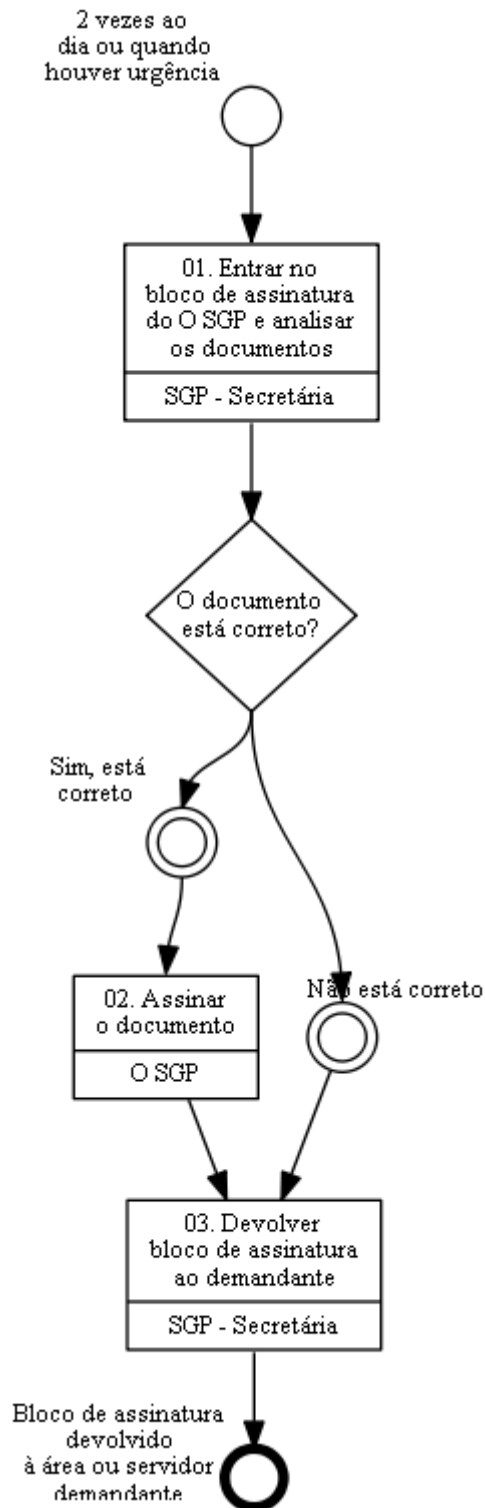 2 vezes ao
dia ou quando
houver urgência
01. Entrar no
bloco de assinatura
do O SGP e analisar
os documentos
SGP - Secretária
O documento
está correto?
Sim, está
correto
Não está correto
02. Assinar
o documento
O SGP
03. Devolver
bloco de assinatura
ao demandante
SGP - Secretária
Bloco de assinatura
devolvido
à área ou servidor
demandante